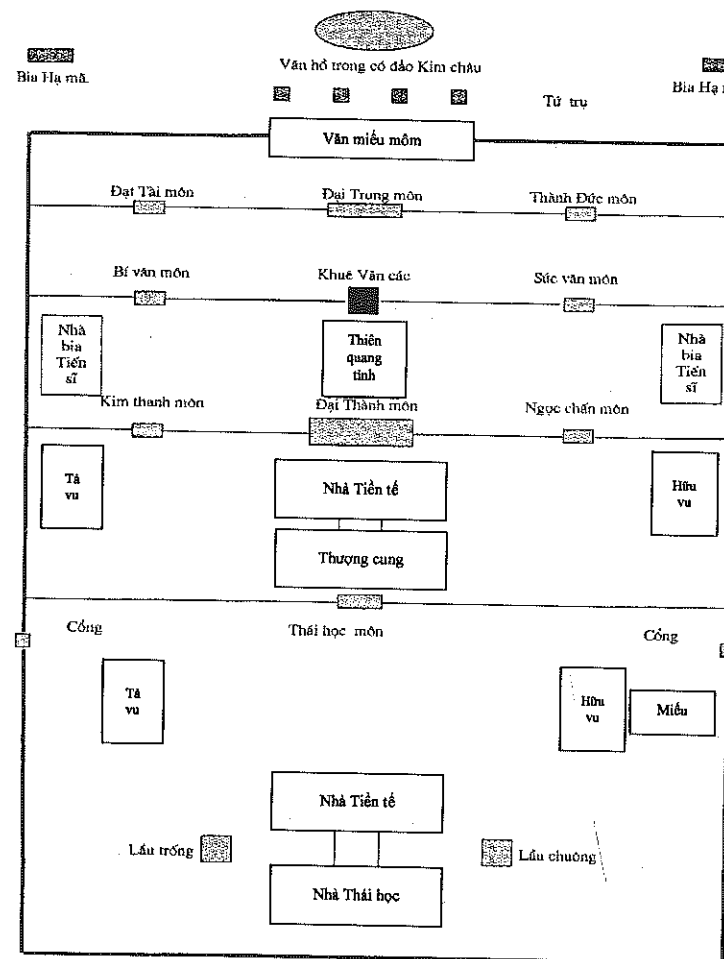 Bia Hạ mã.
Văn hồ trong có đảo Kim châu
Bia Hạ
Tứ trụ
Văn miếu môm
Đạt Tài môn
Đại Trung môn
Thành Đức môn
Bí văn môn
Khuê Văn các
Súc văn môn
Nhà
bia
Tiến
sĩ
Thiên
quang
tỉnh
Nhà
bia
Tiến
sĩ
Kim thanh môn
Đại Thành môn
Ngọc chấn môn
Tả
vu
Nhà Tiền tế
Hữu
vu
Thượng cung
Cổng
Thái học môn
Cổng
Tả
vu
Hữu
vu
Miếu
Nhà Tiền tế
Lầu trống
Lầu chuông
Nhà Thái học